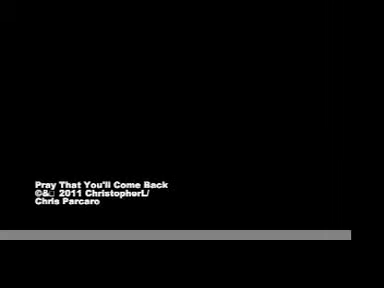 Pray That You'll Come Back
©&□ 2011 ChristopherL/
Chris Parcaro